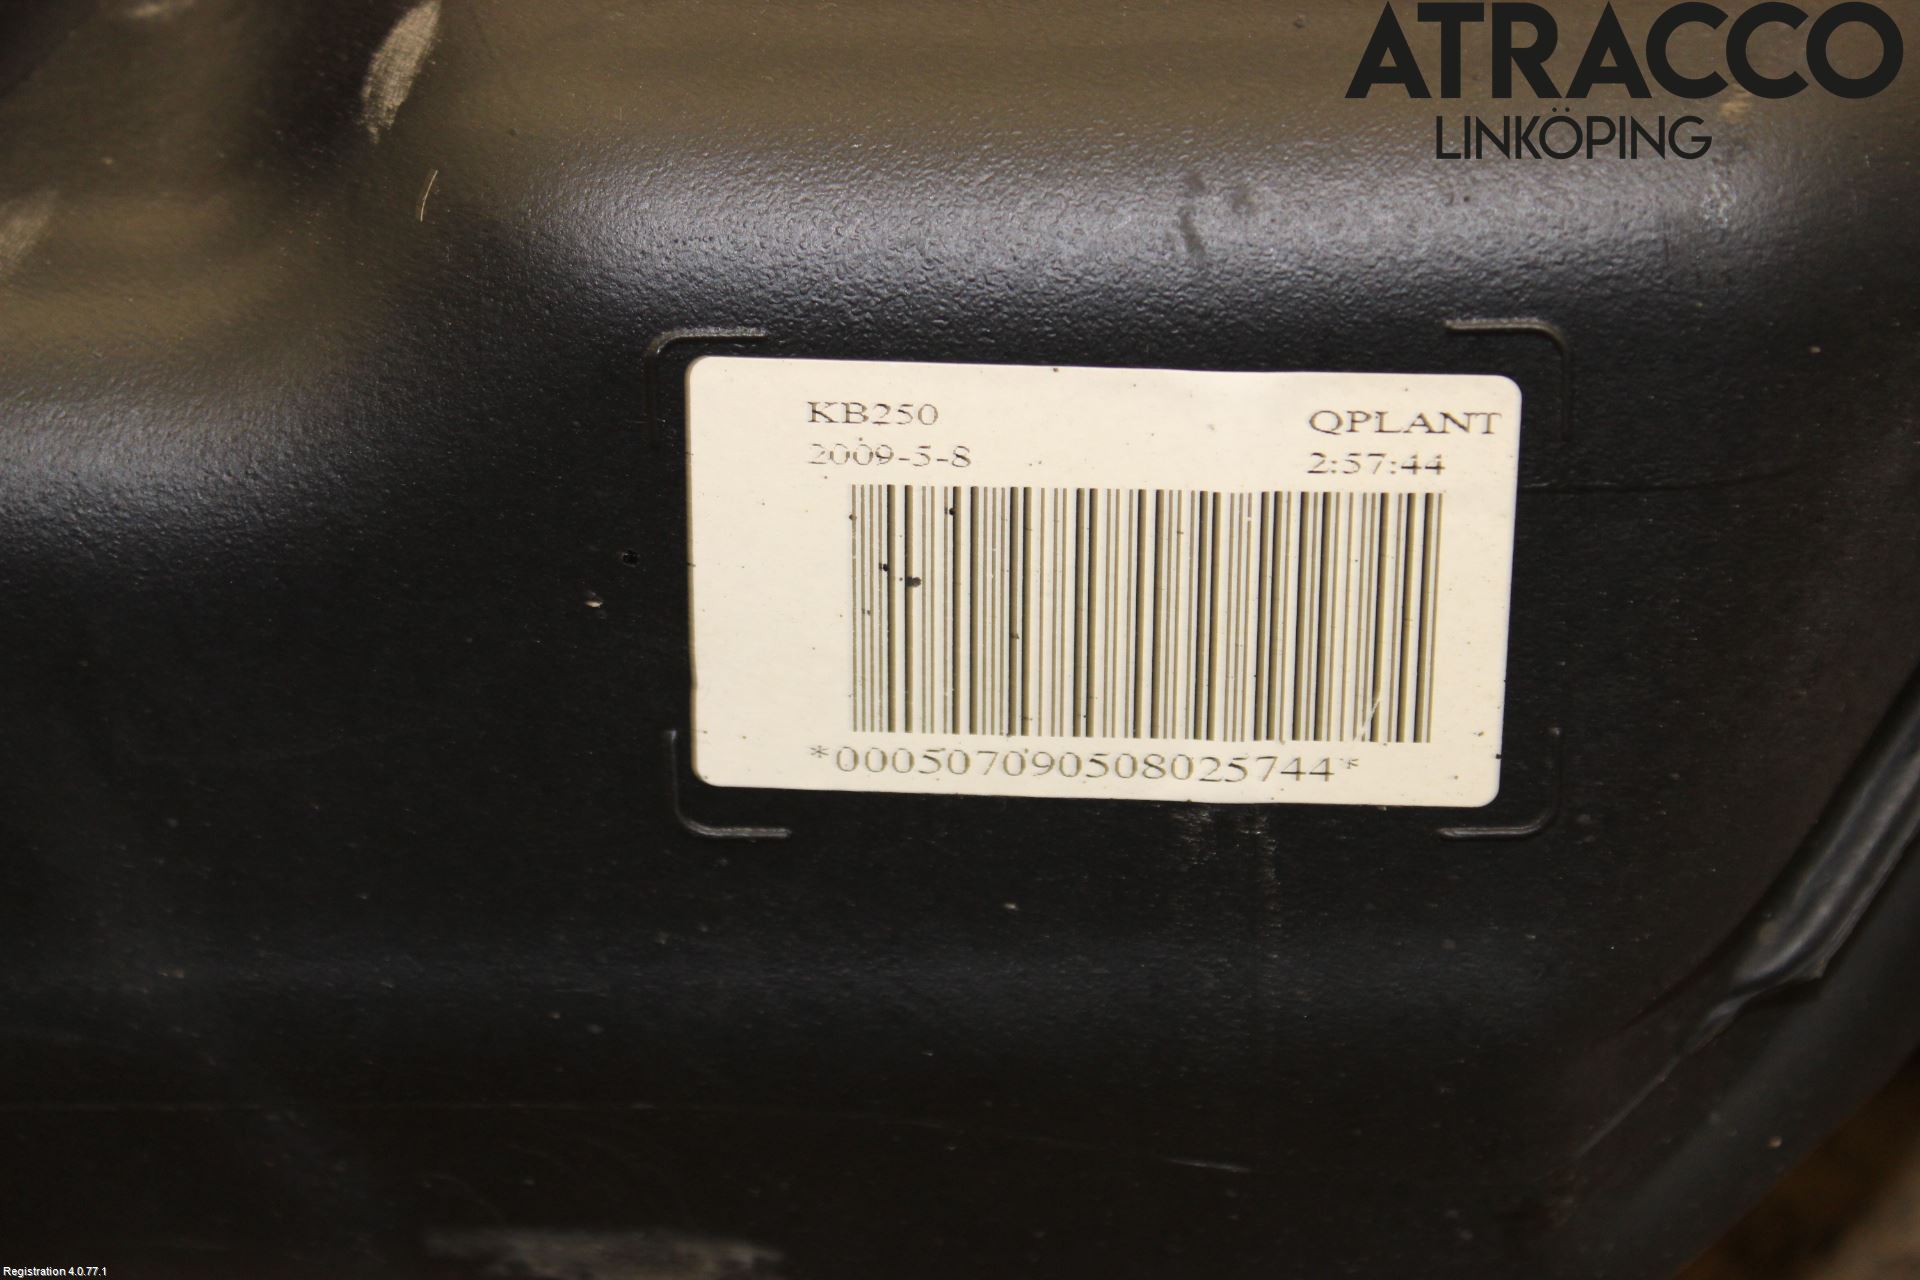 ATRACCO
LINKÖPING
KB250 QPLANT
2009-5-8 2:57:44
*000507090508025744*
Registration 4.0.77.1